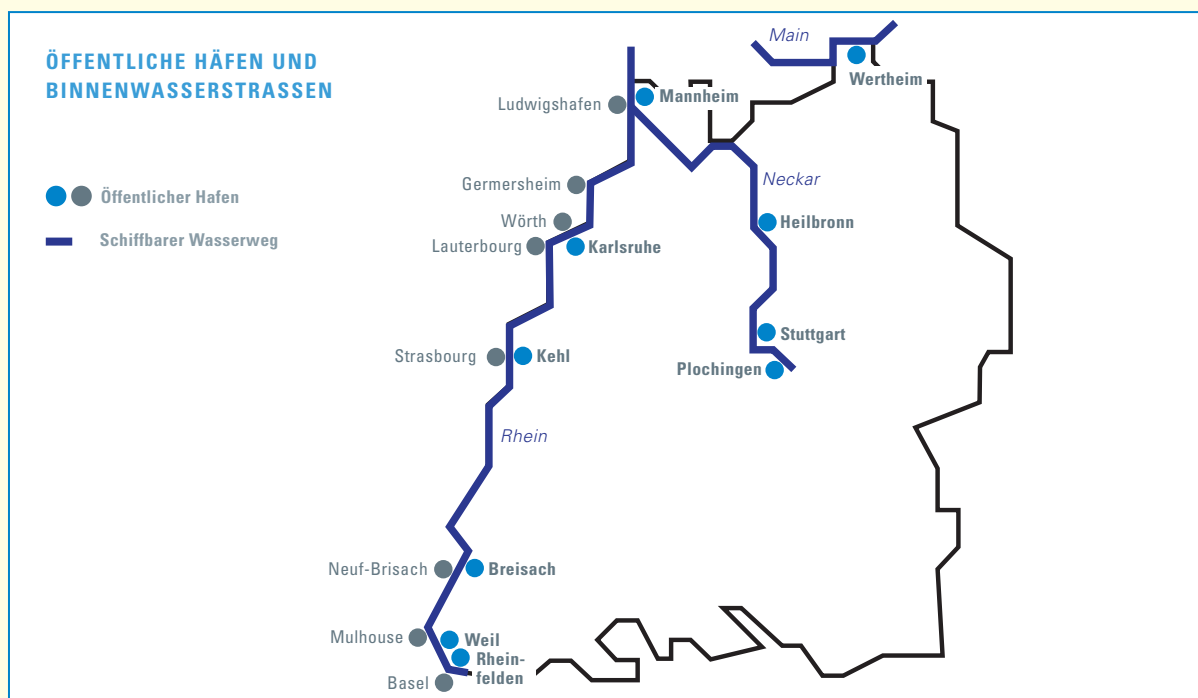 ÖFFENTLICHE HÄFEN UND
BINNENWASSERSTRASSEN
Öffentlicher Hafen
Schiffbarer Wasserweg
Main
Wertheim
Ludwigshafen
Mannheim
Germersheim
Neckar
Wörth
Heilbronn
Lauterbourg
Karlsruhe
Strasbourg
Kehl
Stuttgart
Plochingen
Rhein
Neuf-Brisach
Breisach
Mulhouse
Weil
Rhein-
felden
Basel